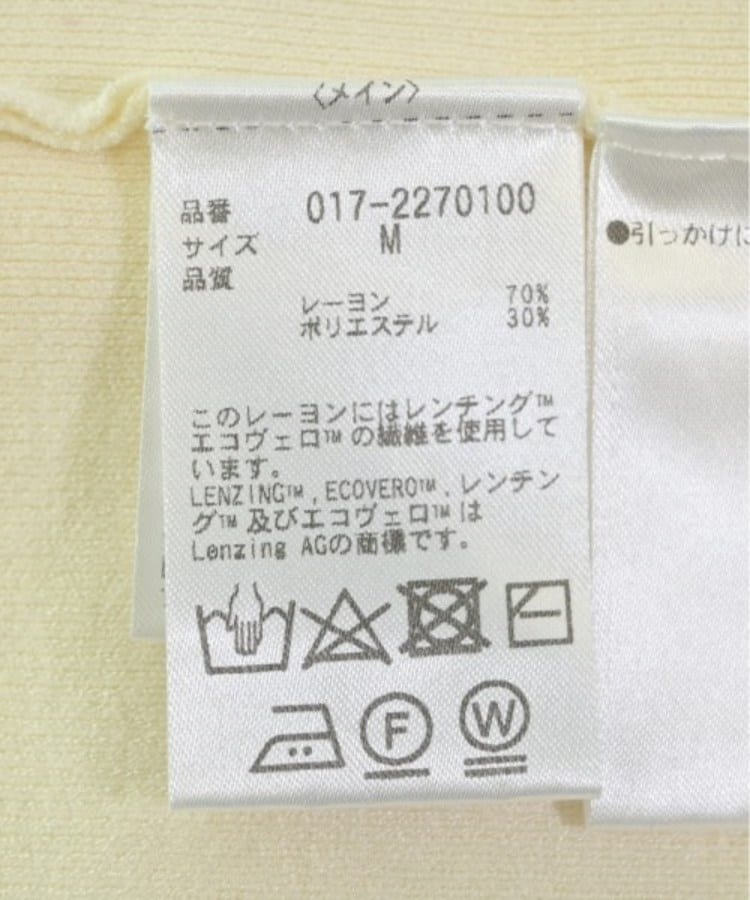 〈メイン〉
品番 017-2270100
サイズ M
品質
レーヨン 70%
ポリエステル 30%
このレーヨンにはレンチング™
エコヴェロ™の繊維を使用して
います。
LENZING™,ECOVERO™、レンチン
グ™及びエコヴェロ™は
Lenzing AGの商標です。
F
W
●引っかけに